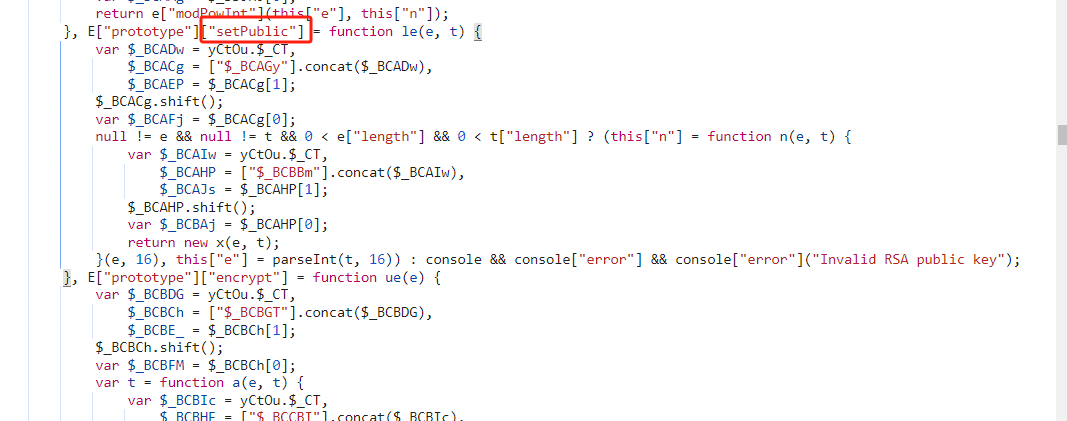 return e["modPowInt"](this["e"], this["n"]);
}, E["prototype"]["setPublic"] = function le(e, t) {
var $_BCADw = yCtOu.$_CT,
$_BCACg = ["$_BCAGy"].concat($_BCADw),
$_BCAEP = $_BCACg[1];
$_BCACg.shift();
var $_BCAFj = $_BCACg[0];
null != e && null != t && 0 < e["length"] && 0 < t["length"] ? (this["n"] = function n(e, t) {
var $_BCAIw = yCtOu.$_CT,
$_BCAHP = ["$_BCBBm"].concat($_BCAIw),
$_BCAJs = $_BCAHP[1];
$_BCAHP.shift();
var $_BCBAj = $_BCAHP[0];
return new x(e, t);
}(e, 16), this["e"] = parseInt(t, 16)) : console && console["error"] && console["error"]("Invalid RSA public key");
}, E["prototype"]["encrypt"] = function ue(e) {
var $_BCBDG = yCtOu.$_CT,
$_BCBCh = ["$_BCBGT"].concat($_BCBDG),
$_BCBE_ = $_BCBCh[1];
$_BCBCh.shift();
var $_BCBFM = $_BCBCh[0];
var t = function a(e, t) {
var $_BCBIc = yCtOu.$_CT,
$_BCBHF = ["$_BCCBT"].concat($_BCBIc),